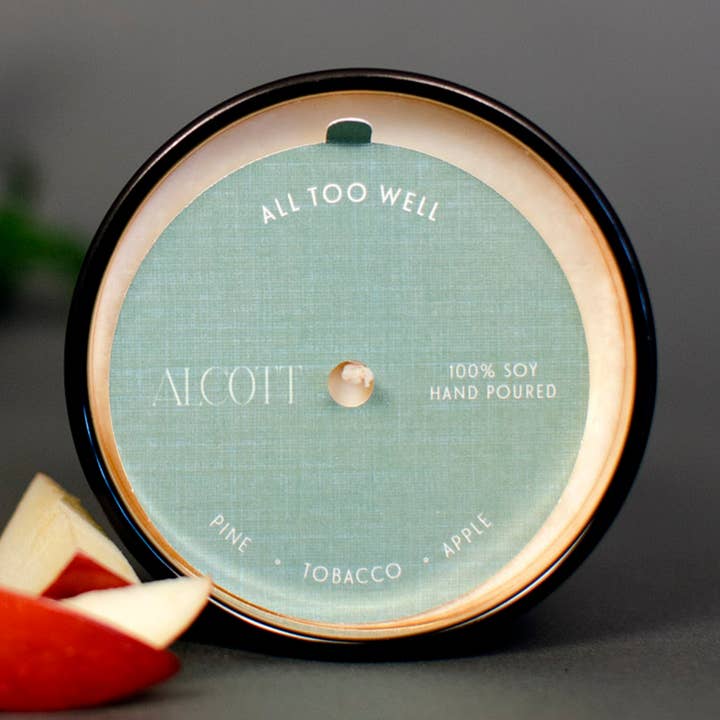 ALL TOO WELL
ALCOTT
100% SOY
HAND POURED
PINE ° TOBACCO ° APPLE